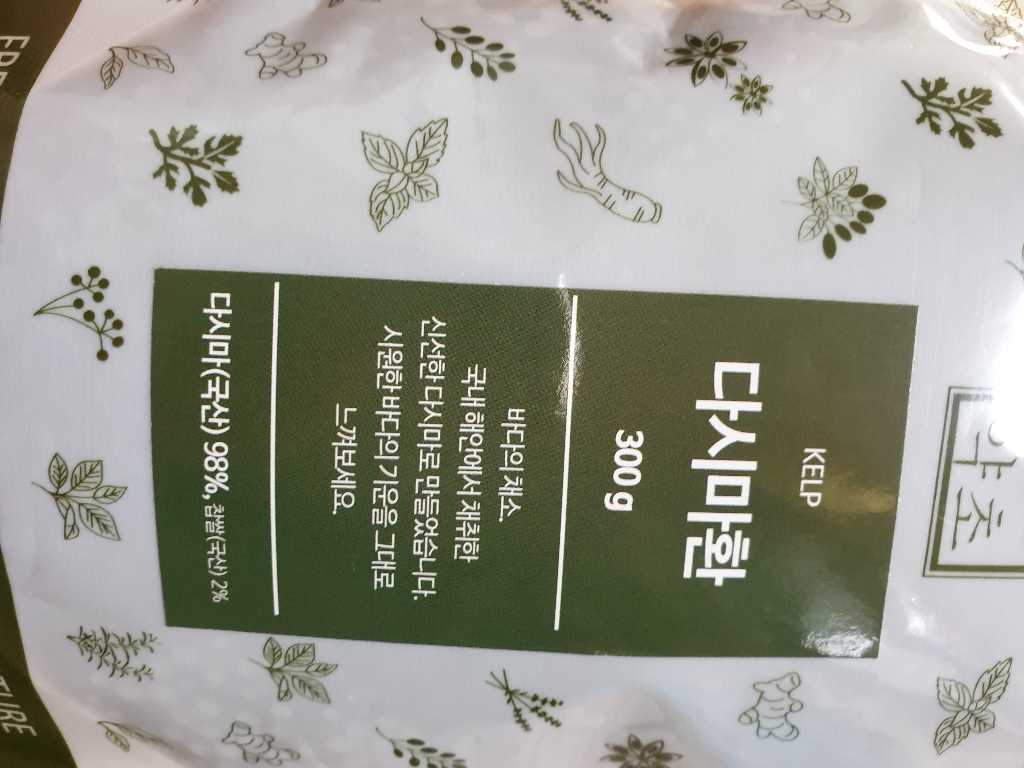 약초
KELP
다시마환
300 g
바다의 채소.
국내 해안에서 채취한
신선한 다시마로 만들었습니다.
시원한 바다의 기운을 그대로
느껴보세요.
다시마(국산) 98%, 찹쌀(국산) 2%